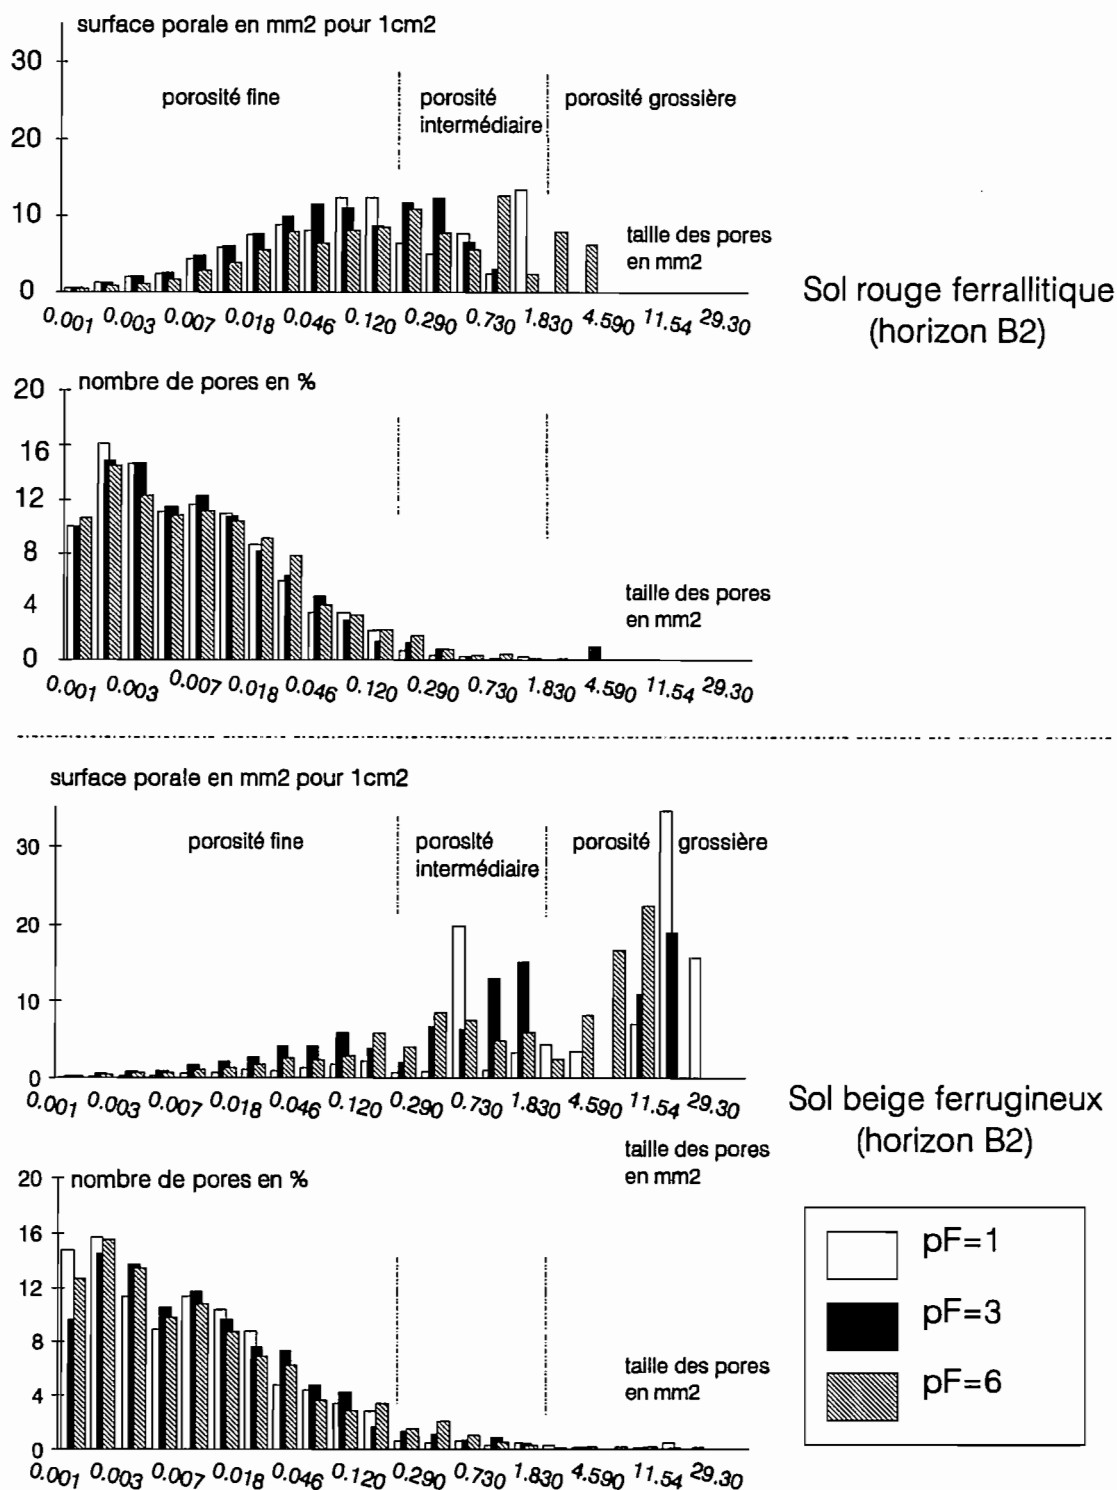 surface porale en mm2 pour 1cm2
30
porosité fine
porosité intermédiaire
porosité grossière
20
10
taille des pores
en mm2
0
0.001 0.003 0.007 0.018 0.046 0.120 0.290 0.730 1.830 4.590 11.54 29.30
Sol rouge ferrallitique
(horizon B2)
nombre de pores en %
20
16
12
8
4
taille des pores
en mm2
0
0.001 0.003 0.007 0.018 0.046 0.120 0.290 0.730 1.830 4.590 11.54 29.30
surface porale en mm2 pour 1cm2
30
porosité fine
porosité intermédiaire
porosité grossière
20
10
0
0.001 0.003 0.007 0.018 0.046 0.120 0.290 0.730 1.830 4.590 11.54 29.30
taille des pores
en mm2
Sol beige ferrugineux
(horizon B2)
nombre de pores en %
20
16
12
8
4
taille des pores
en mm2
0
0.001 0.003 0.007 0.018 0.046 0.120 0.290 0.730 1.830 4.590 11.54 29.30
pF=1
pF=3
pF=6